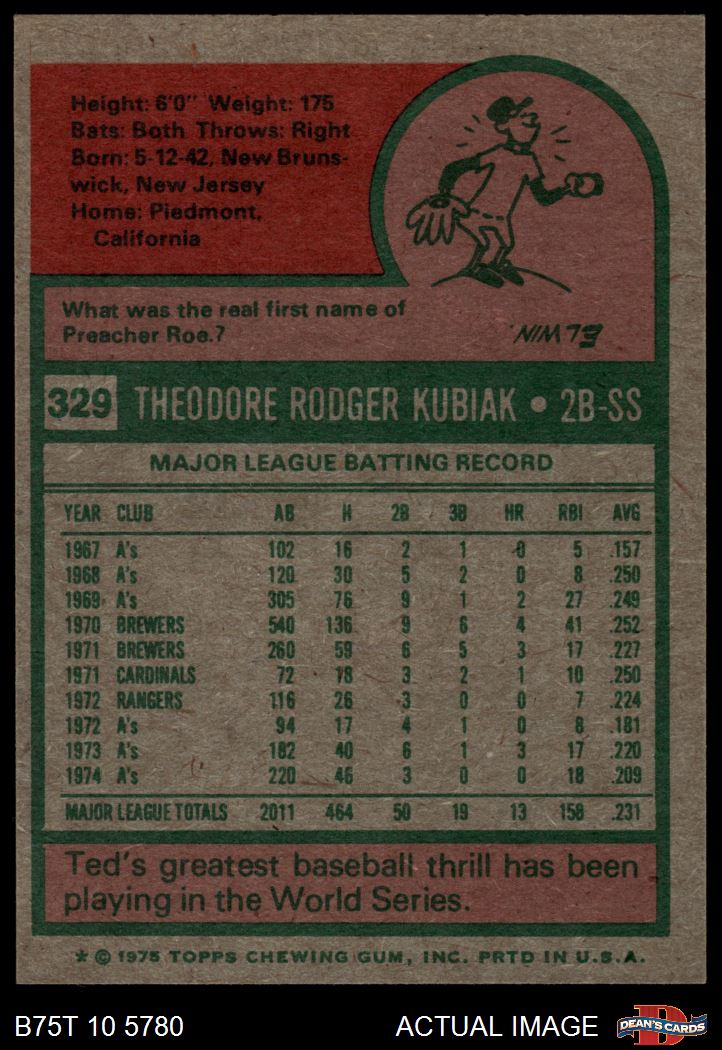 Height: 6'0" Weight: 175
Bats: Both Throws: Right
Born: 5-12-42, New Bruns-
wick, New Jersey
Home: Piedmont,
California
What was the real first name of
Preacher Roe.?
ELWIN
329 THEODORE RODGER KUBIAK • 2B-SS
MAJOR LEAGUE BATTING RECORD
YEAR CLUB AB H 2B 3B HR RBI AVG
1967 A's 102 16 2 1 0 5 .157
1968 A's 120 30 5 2 0 8 .250
1969 A's 305 76 9 1 2 27 .249
1970 BREWERS 540 136 9 6 4 41 .252
1971 BREWERS 260 59 6 5 3 17 .227
1971 CARDINALS 72 18 3 2 1 10 .250
1972 RANGERS 116 26 3 0 0 7 .224
1972 A's 94 17 4 1 0 8 .181
1973 A's 182 40 6 1 3 17 .220
1974 A's 220 46 3 0 0 18 .209
MAJOR LEAGUE TOTALS 2011 464 50 19 13 158 .231
Ted's greatest baseball thrill has been
playing in the World Series.
* © 1975 TOPPS CHEWING GUM, INC. PRTD IN U.S.A.
B75T 10 5780 ACTUAL IMAGE D DEAN'S CARDS